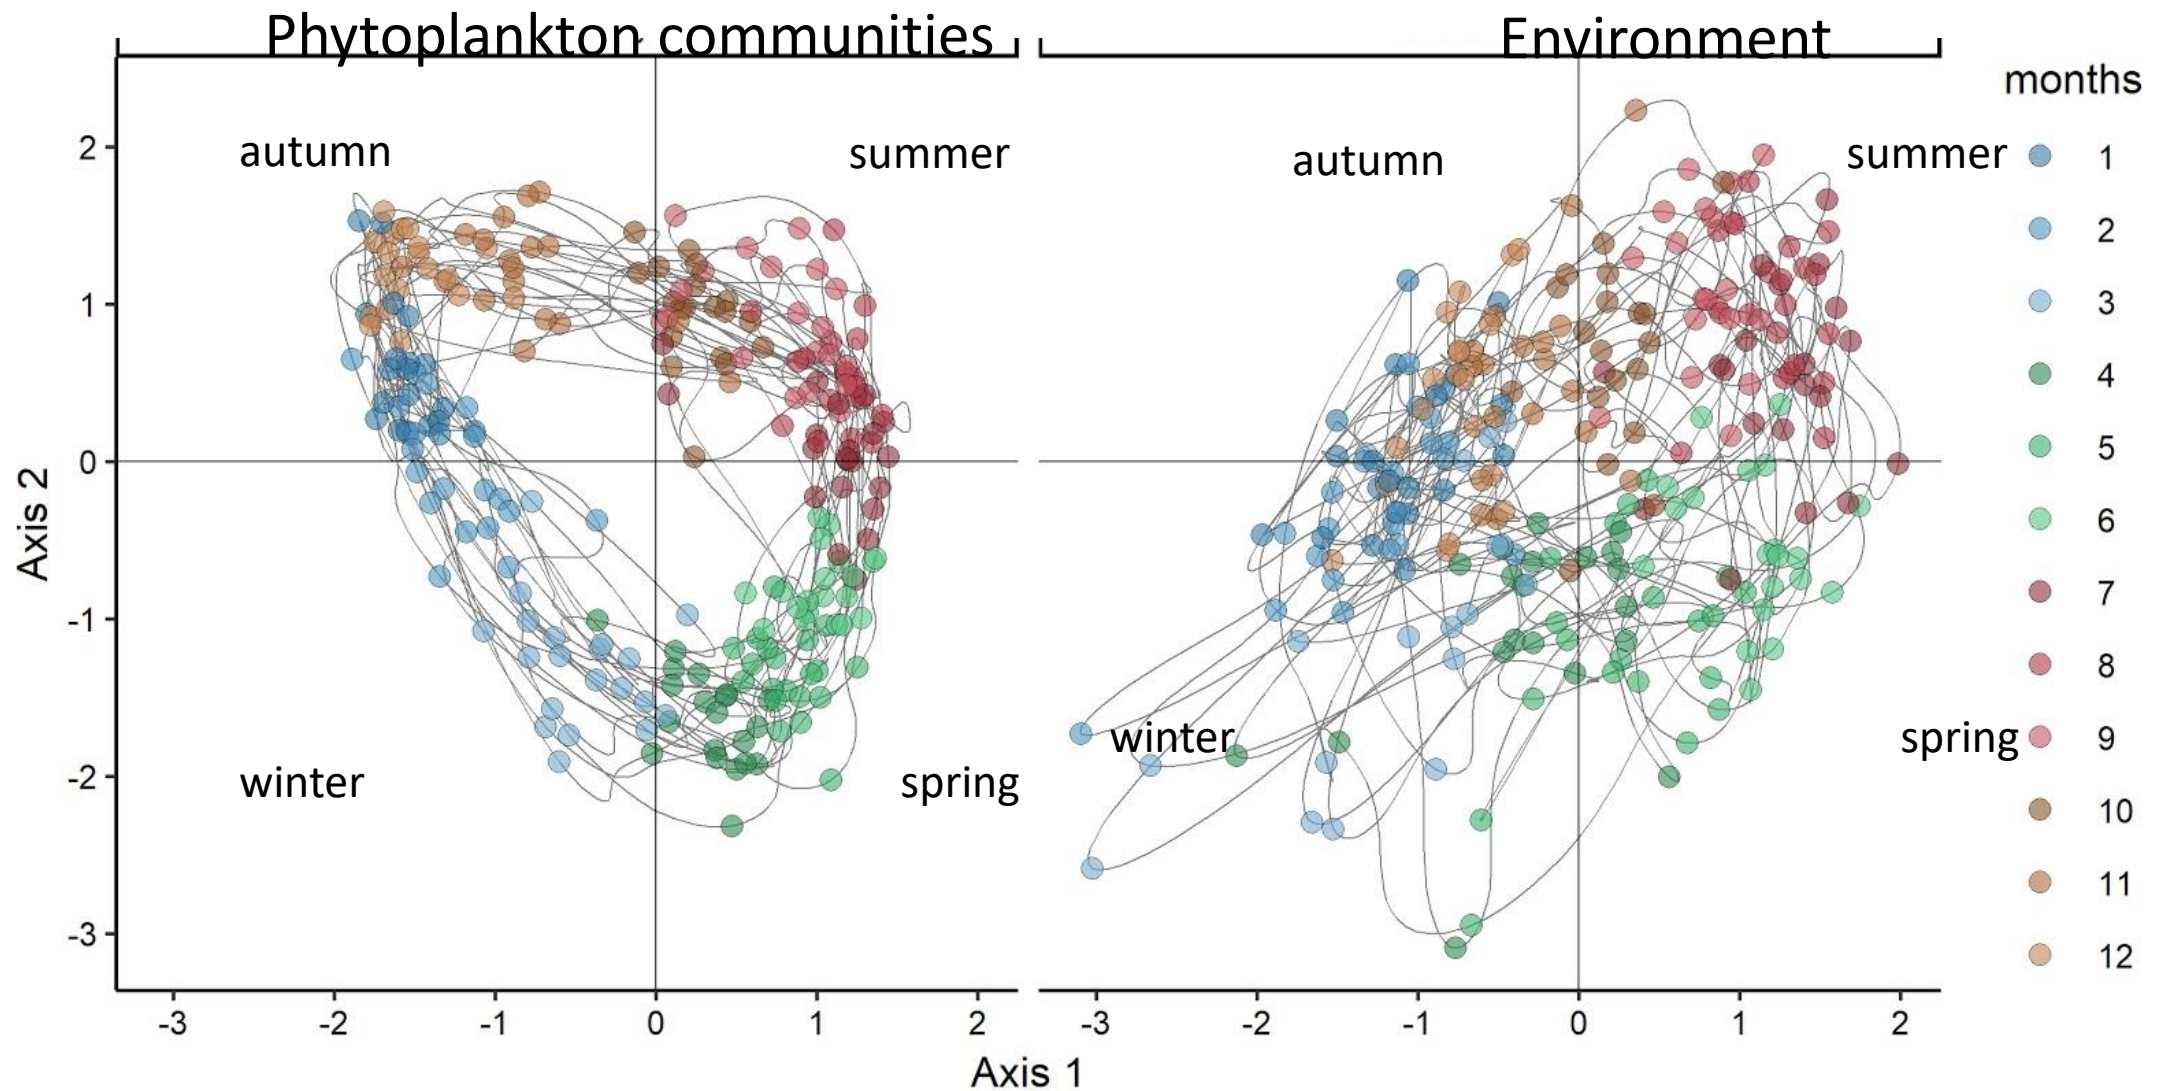 Phytoplankton communities
Environment
months
autumn
summer
autumn
summer
winter
spring
winter
spring
1
2
3
4
5
6
7
8
9
10
11
12
2
1
0
-1
-2
-3
Axis 2
-3 -2 -1 0 1 2
-3 -2 -1 0 1 2
Axis 1